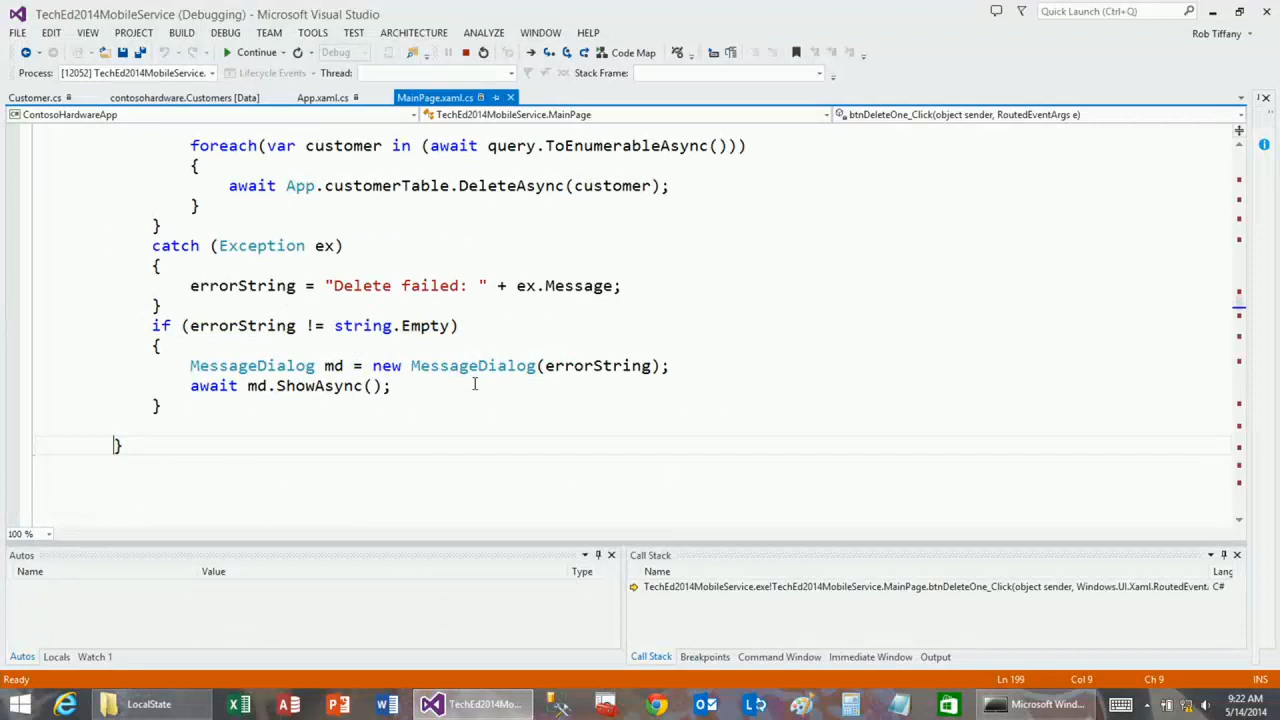 TechEd2014MobileService (Debugging) - Microsoft Visual Studio
Quick Launch (Ctrl+Q)
FILE EDIT VIEW PROJECT BUILD DEBUG TEAM TOOLS TEST ARCHITECTURE ANALYZE WINDOW HELP
Rob Tiffany
Continue Debug Code Map
Process: [12052] TechEd2014MobileService. Lifecycle Events Thread: Stack Frame:
Customer.cs contosohardware.Customers [Data] App.xaml.cs MainPage.xaml.cs
ContosoHardwareApp TechEd2014MobileService.MainPage btnDeleteOne_Click(object sender, RoutedEventArgs e)
foreach(var customer in (await query.ToEnumerableAsync()))
{
await App.customerTable.DeleteAsync(customer);
}
}
catch (Exception ex)
{
errorString = "Delete failed: " + ex.Message;
}
if (errorString != string.Empty)
{
MessageDialog md = new MessageDialog(errorString);
await md.ShowAsync();
}
}
100 %
Autos Call Stack
Name Value Type Name Lang
TechEd2014MobileService.exe!TechEd2014MobileService.MainPage.btnDeleteOne_Click(object sender, Windows.UI.Xaml.RoutedEvent C#
Autos Locals Watch 1 Call Stack Breakpoints Command Window Immediate Window Output
Ready Ln 199 Col 9 Ch 9 INS
LocalState TechEd2014Mo... Microsoft Wind...
9:22 AM
5/14/2014